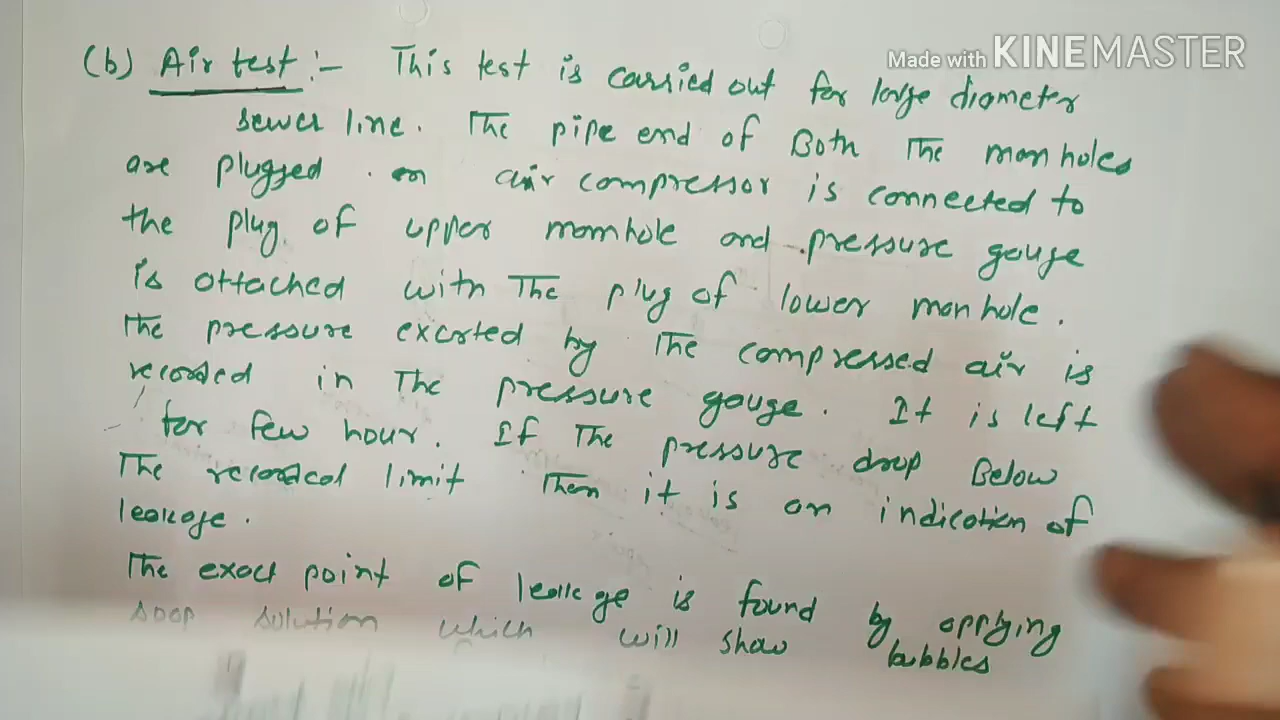 Made with KINEMASTER
(b) Air test :- This test is carried out for large diameter
sewer line. The pipe end of Both The manholes
are plugged. an air compressor is connected to
the plug of upper manhole and pressure gauge
is attached with The plug of lower manhole.
The pressure exerted by The compressed air is
recorded in The pressure gauge. It is left
for few hour. If The pressure drop Below
The recorded limit Then it is an indication of
leakage.
The exact point of leakage is found by applying
soap solution which will show bubbles